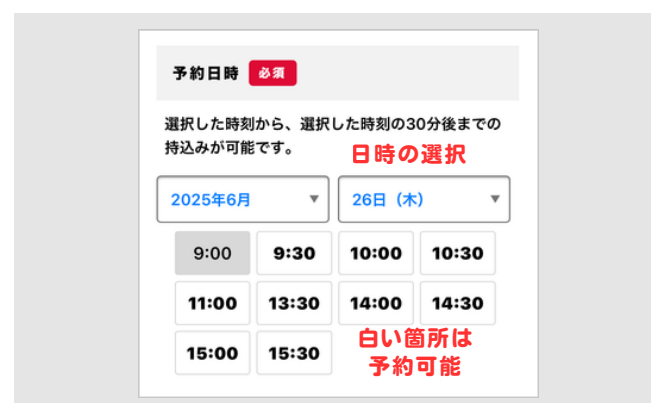 予約日時 必須
選択した時刻から、選択した時刻の30分後までの
持込みが可能です。
日時の選択
2025年6月 ▼ 26日（木） ▼
9:00 9:30 10:00 10:30
11:00 13:30 14:00 14:30
15:00 15:30
白い箇所は
予約可能